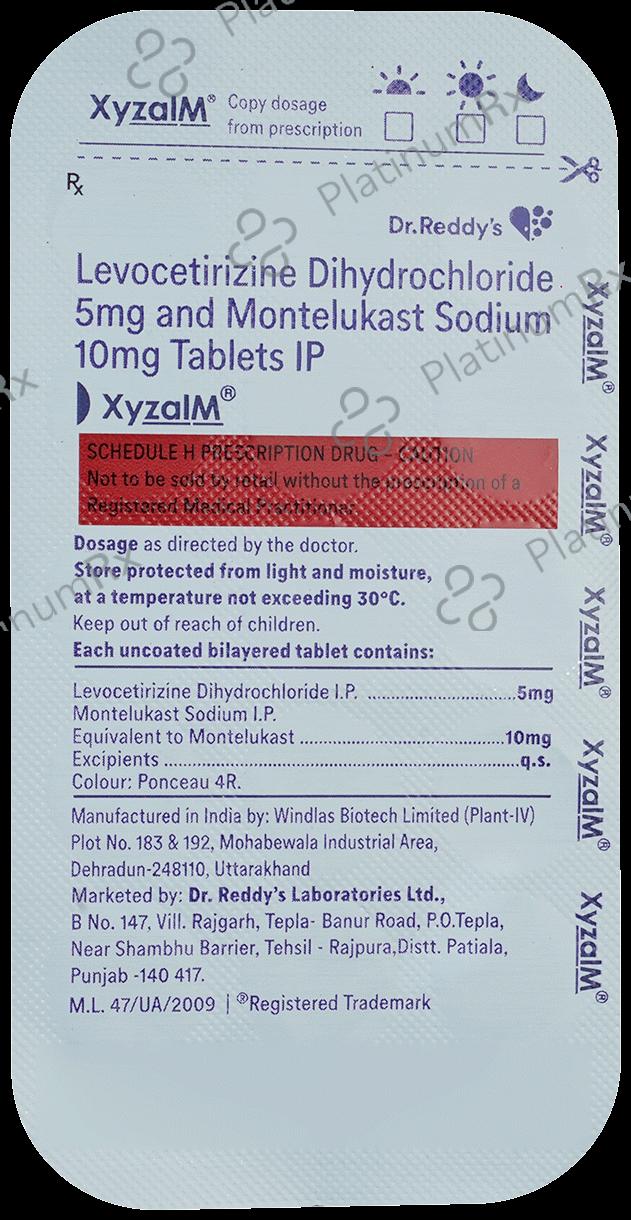 XyzalM® Copy dosage
from prescription
Rx
Dr.Reddy's
Levocetirizine Dihydrochloride
5mg and Montelukast Sodium
10mg Tablets IP
XyzalM®
SCHEDULE H PRESCRIPTION DRUG - CAUTION
Not to be sold by retail without the prescription of a
Registered Medical Practitioner.
Dosage as directed by the doctor.
Store protected from light and moisture,
at a temperature not exceeding 30°C.
Keep out of reach of children.
Each uncoated bilayered tablet contains:
Levocetirizine Dihydrochloride I.P. ................................5mg
Montelukast Sodium I.P.
Equivalent to Montelukast .............................................10mg
Excipients ................................................................q.s.
Colour: Ponceau 4R.
Manufactured in India by: Windlas Biotech Limited (Plant-IV)
Plot No. 183 & 192, Mohabewala Industrial Area,
Dehradun-248110, Uttarakhand
Marketed by: Dr. Reddy's Laboratories Ltd.,
B No. 147, Vill. Rajgarh, Tepla- Banur Road, P.O.Tepla,
Near Shambhu Barrier, Tehsil - Rajpura,Distt. Patiala,
Punjab -140 417.
M.L. 47/UA/2009 | ®Registered Trademark
XyzalM®
XyzalM®
XyzalM®
XyzalM®
XyzalM®
PlatinumRx
PlatinumRx